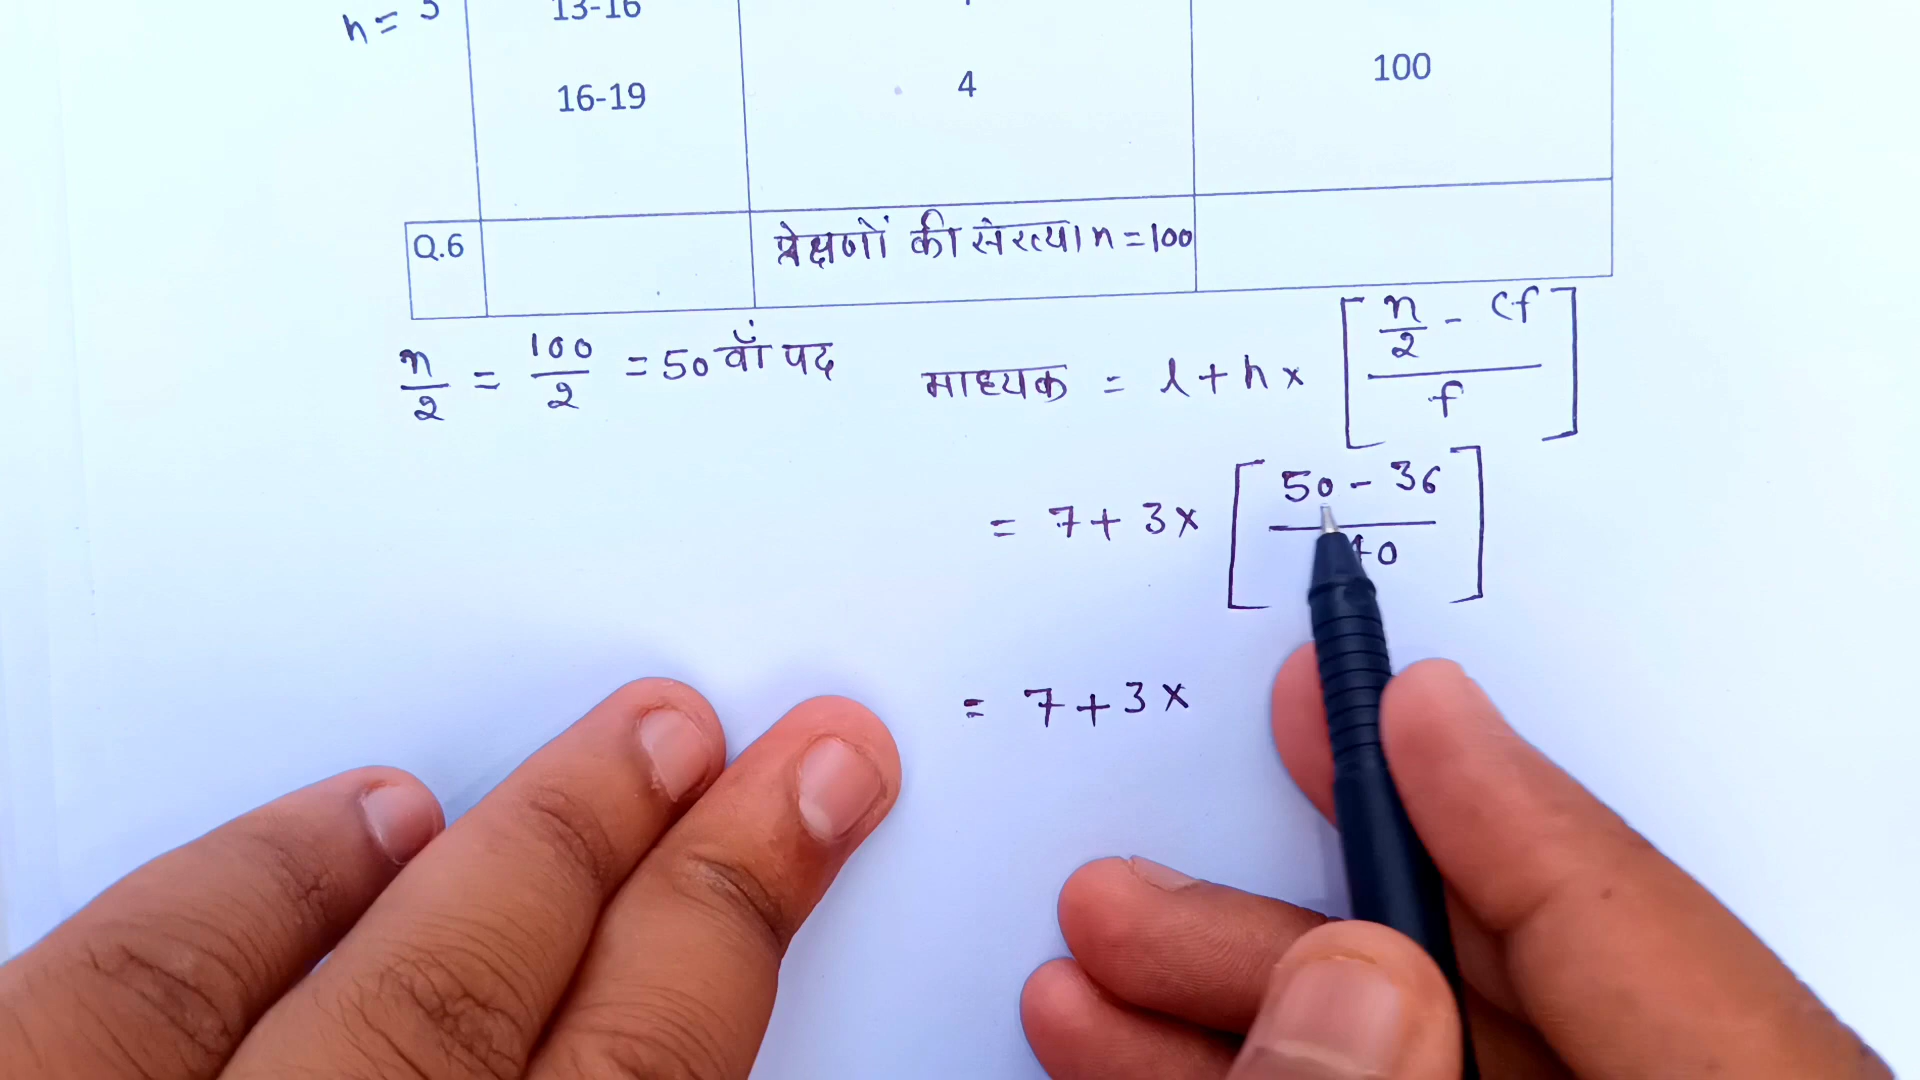 h = 3
13-16
16-19 4 100
Q.6 प्रेक्षणों की संख्या n = 100
n/2 = 100/2 = 50 वाँ पद
माध्यक = l + h × [ (n/2 - cf) / f ]
= 7 + 3 × [ (50 - 36) / 40 ]
= 7 + 3 ×